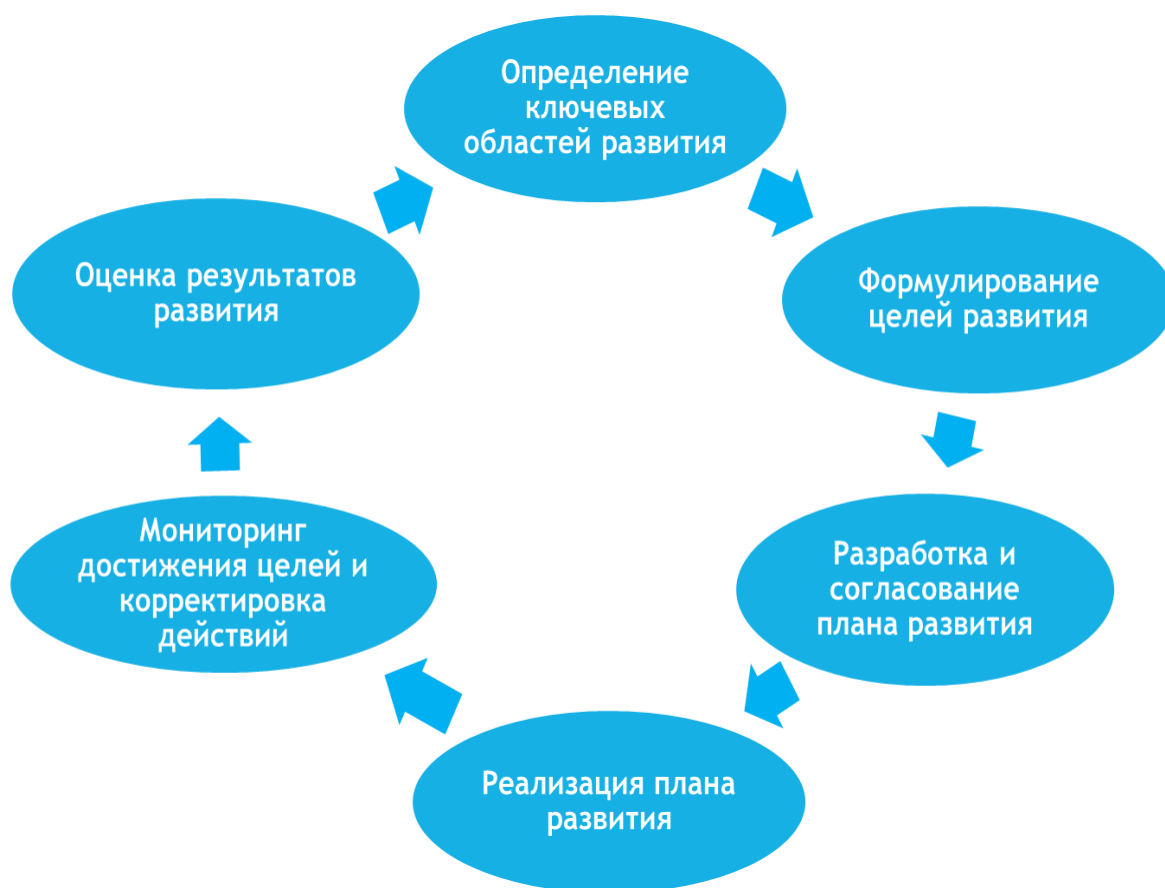 Определение
ключевых
областей развития
Формулирование
целей развития
Разработка и
согласование
плана развития
Реализация плана
развития
Мониторинг
достижения целей и
корректировка
действий
Оценка результатов
развития